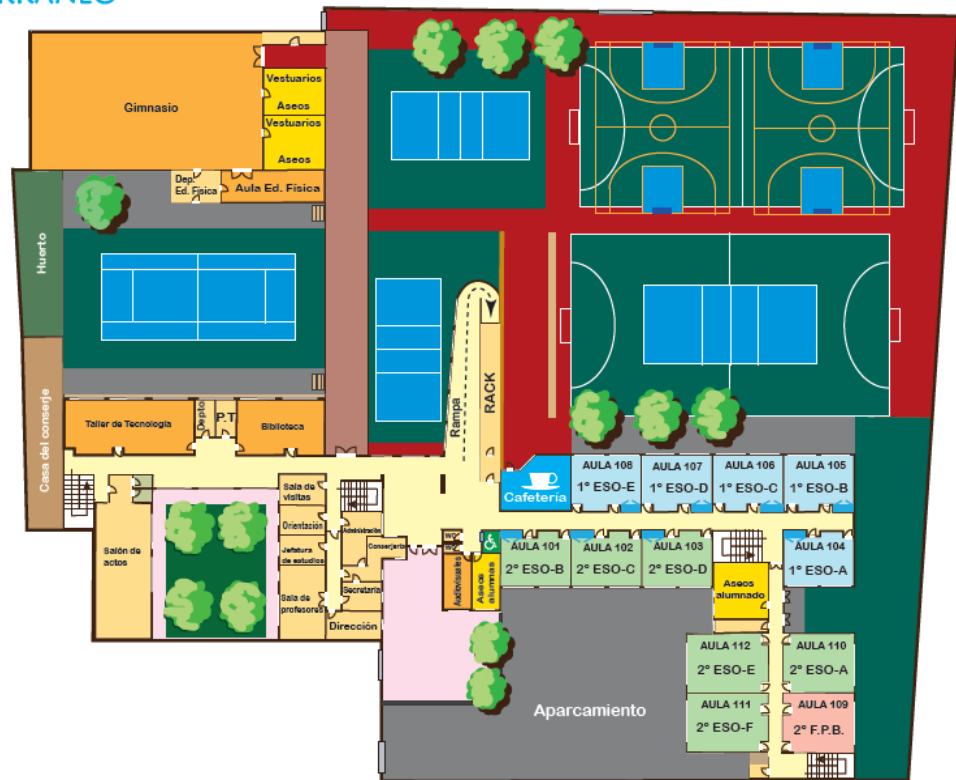 Gimnasio
Vestuarios
Aseos
Vestuarios
Aseos
Dep.
Ed. Física
Aula Ed. Física
Huerto
Casa del conserje
Taller de Tecnología
Depto
P.T.
Biblioteca
Rampa
RACK
Cafetería
AULA 108
1º ESO-E
AULA 107
1º ESO-D
AULA 106
1º ESO-C
AULA 105
1º ESO-B
Salón de
actos
Sala de
visitas
Orientación
Jefatura
de estudios
Sala de
profesores
Administración
Conserjería
Secretaría
Dirección
WC
WC
Audiovisuales
Aseos
alumnas
AULA 101
2º ESO-B
AULA 102
2º ESO-C
AULA 103
2º ESO-D
AULA 104
1º ESO-A
Aseos
alumnado
AULA 112
2º ESO-E
AULA 110
2º ESO-A
AULA 111
2º ESO-F
AULA 109
2º F.P.B.
Aparcamiento